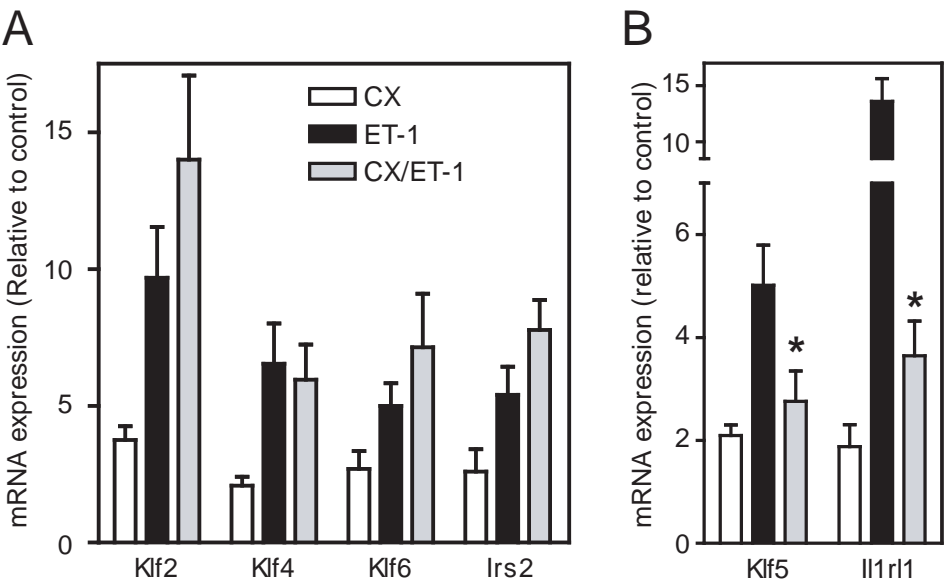 A
mRNA expression (Relative to control)
15
10
5
0
CX
ET-1
CX/ET-1
Klf2 Klf4 Klf6 Irs2
B
mRNA expression (relative to control)
15
10
6
4
2
0
* *
Klf5 Il1rl1